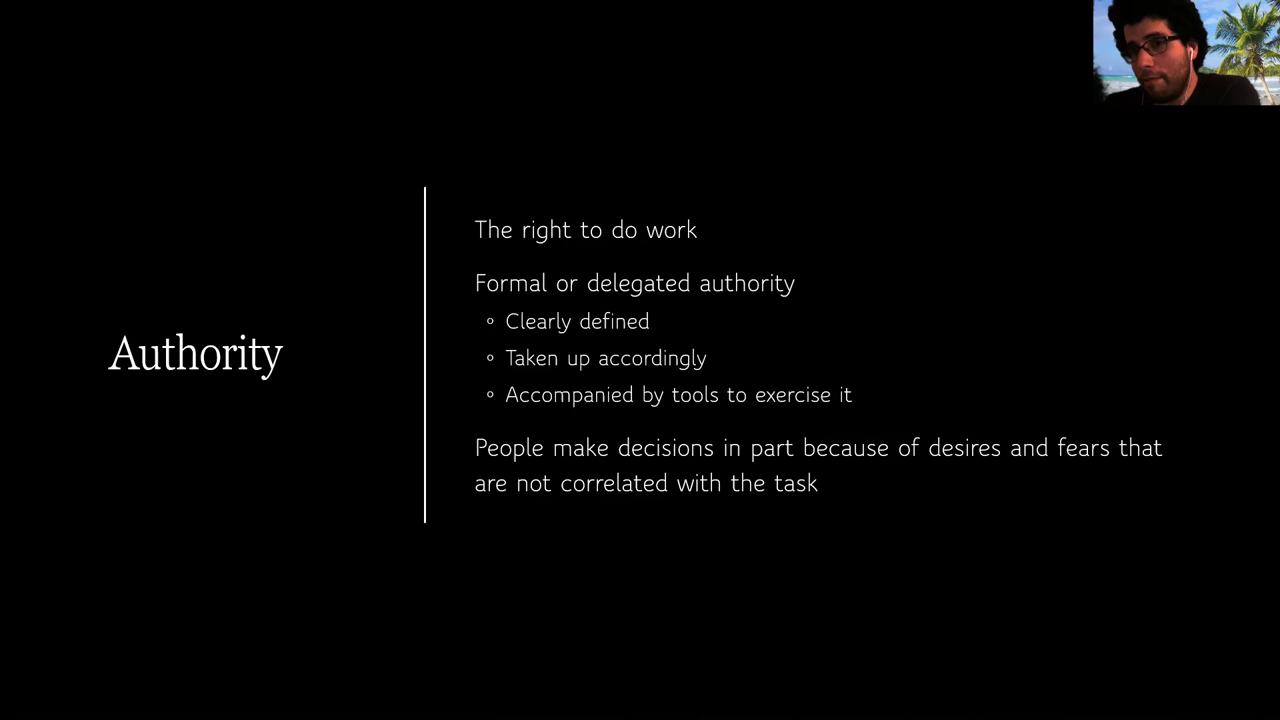 Authority
The right to do work
Formal or delegated authority
Clearly defined
Taken up accordingly
Accompanied by tools to exercise it
People make decisions in part because of desires and fears that
are not correlated with the task